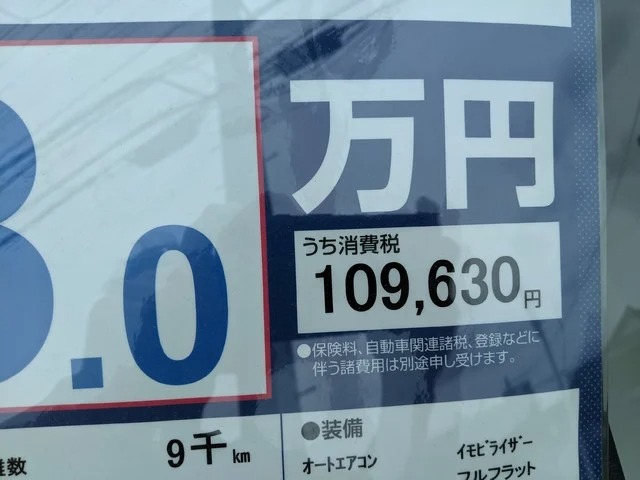 .0
万円
うち消費税
109,630円
●保険料、自動車関連諸税、登録などに
伴う諸費用は別途申し受けます。
数
9千km
●装備
オートエアコン
イモビライザー
フルフラット